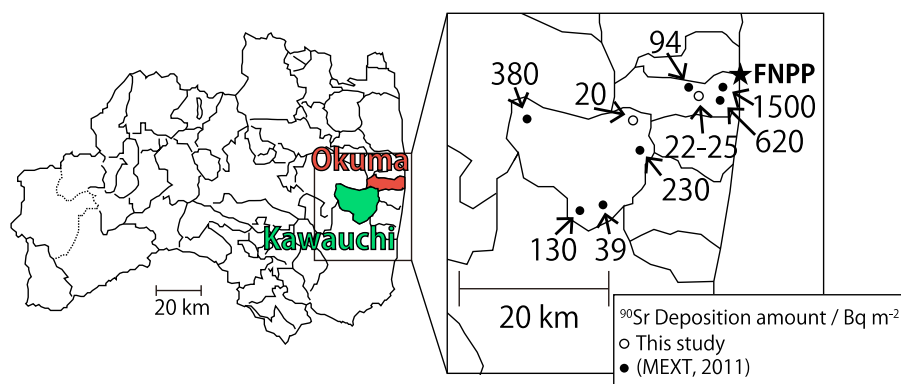 Okuma
Kawauchi
20 km
94
FNPP
380
20
1500
22-25
620
230
130
39
20 km
⁹⁰Sr Deposition amount / Bq m⁻²
This study
(MEXT, 2011)